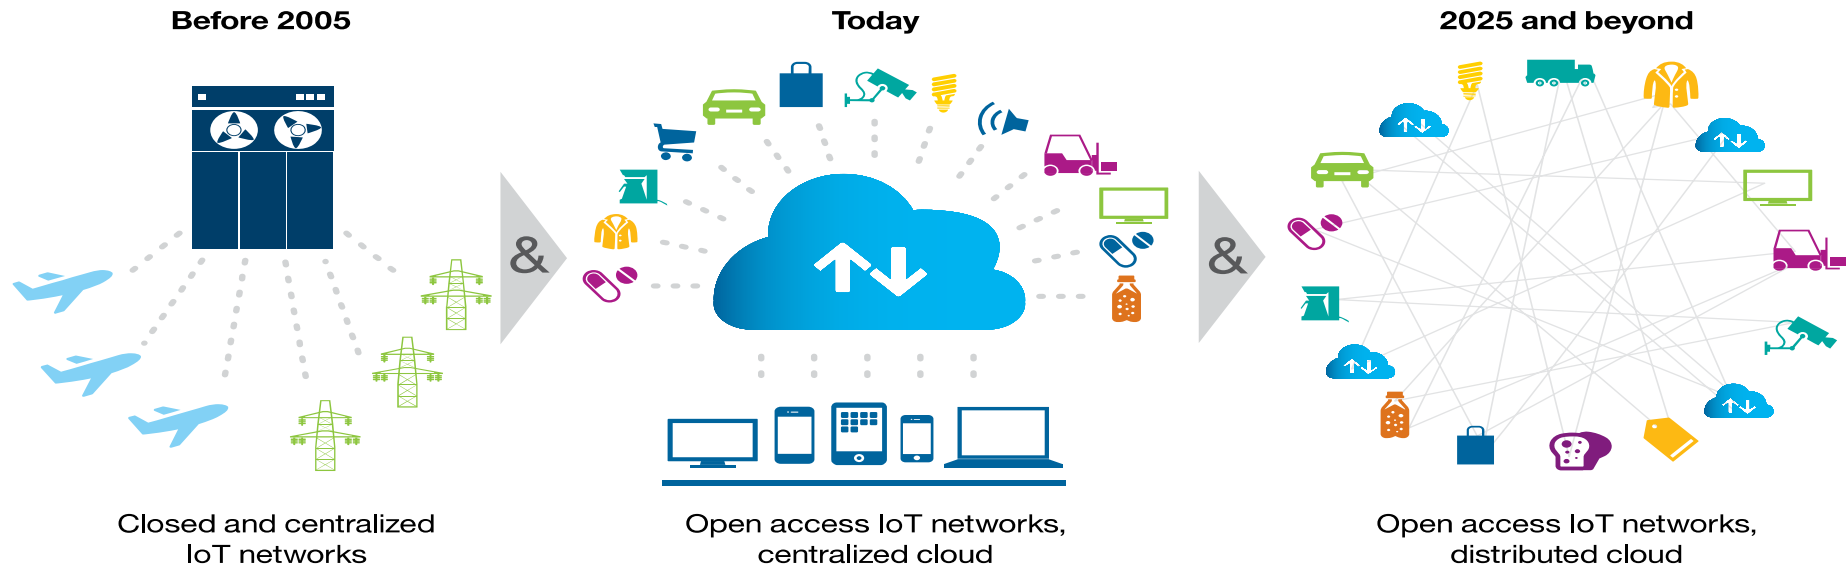 Before 2005
Today
2025 and beyond
&
&
Closed and centralized
IoT networks
Open access IoT networks,
centralized cloud
Open access IoT networks,
distributed cloud